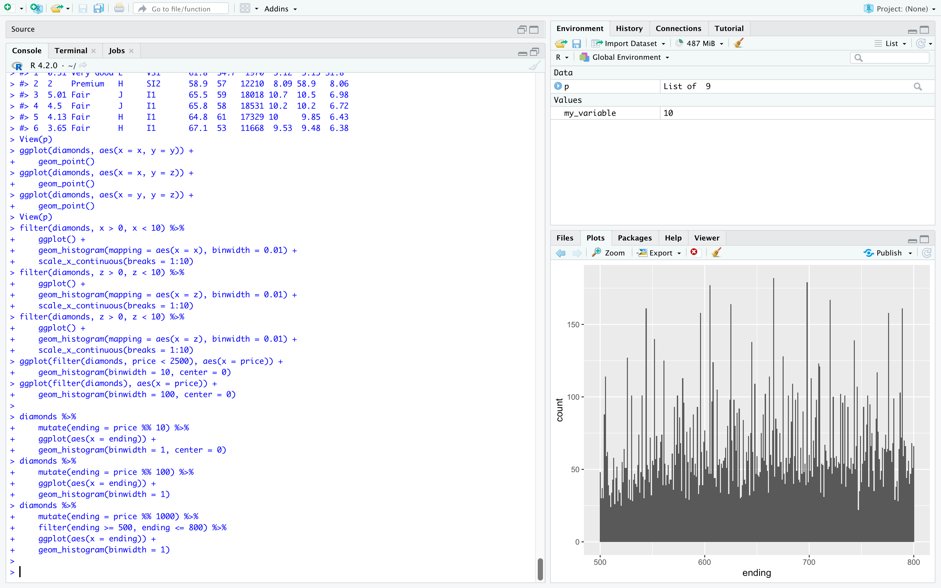 Go to file/function
Addins
Project: (None)
Source
Console Terminal Jobs
R 4.2.0 · ~/
> #> 2 2 Premium H SI2 58.9 57 12210 8.09 58.9 8.06
> #> 3 5.01 Fair J I1 65.5 59 18018 10.7 10.5 6.98
> #> 4 4.5 Fair J I1 65.8 58 18531 10.2 10.2 6.72
> #> 5 4.13 Fair H I1 64.8 61 17329 10 9.85 6.43
> #> 6 3.65 Fair H I1 67.1 53 11668 9.53 9.48 6.38
> View(p)
> ggplot(diamonds, aes(x = x, y = y)) +
+ geom_point()
> ggplot(diamonds, aes(x = x, y = z)) +
+ geom_point()
> ggplot(diamonds, aes(x = y, y = z)) +
+ geom_point()
> View(p)
> filter(diamonds, x > 0, x < 10) %>%
+ ggplot() +
+ geom_histogram(mapping = aes(x = x), binwidth = 0.01) +
+ scale_x_continuous(breaks = 1:10)
> filter(diamonds, z > 0, z < 10) %>%
+ ggplot() +
+ geom_histogram(mapping = aes(x = z), binwidth = 0.01) +
+ scale_x_continuous(breaks = 1:10)
> filter(diamonds, z > 0, z < 10) %>%
+ ggplot() +
+ geom_histogram(mapping = aes(x = z), binwidth = 0.01) +
+ scale_x_continuous(breaks = 1:10)
> ggplot(filter(diamonds, price < 2500), aes(x = price)) +
+ geom_histogram(binwidth = 10, center = 0)
> ggplot(filter(diamonds), aes(x = price)) +
+ geom_histogram(binwidth = 100, center = 0)
>
> diamonds %>%
+ mutate(ending = price %% 10) %>%
+ ggplot(aes(x = ending)) +
+ geom_histogram(binwidth = 1, center = 0)
> diamonds %>%
+ mutate(ending = price %% 100) %>%
+ ggplot(aes(x = ending)) +
+ geom_histogram(binwidth = 1)
> diamonds %>%
+ mutate(ending = price %% 1000) %>%
+ filter(ending >= 500, ending <= 800) %>%
+ ggplot(aes(x = ending)) +
+ geom_histogram(binwidth = 1)
>
>
Environment History Connections Tutorial
Import Dataset 487 MiB List
R Global Environment
Data
p List of 9
Values
my_variable 10
Files Plots Packages Help Viewer
Zoom Export Publish
150
100
50
0
count
500 600 700 800
ending